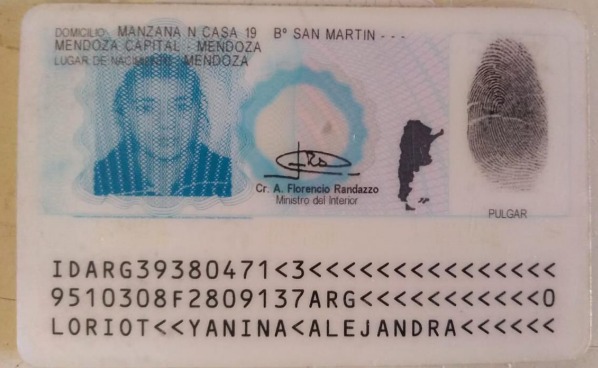 DOMICILIO: MANZANA N CASA 19 Bº SAN MARTIN - - -
MENDOZA CAPITAL - MENDOZA
LUGAR DE NACIMIENTO: MENDOZA
Cr. A. Florencio Randazzo
Ministro del Interior
PULGAR
IDARG39380471<3<<<<<<<<<<<<<<<
9510308F2809137ARG<<<<<<<<<<<0
LORIOT<<YANINA<ALEJANDRA<<<<<<